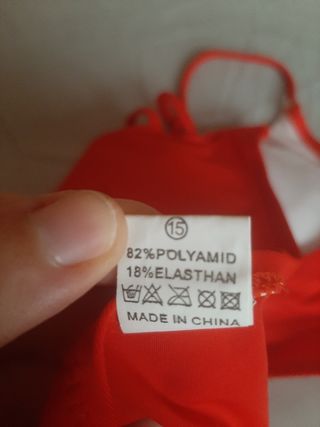 15
82%POLYAMID
18%ELASTHAN
MADE IN CHINA